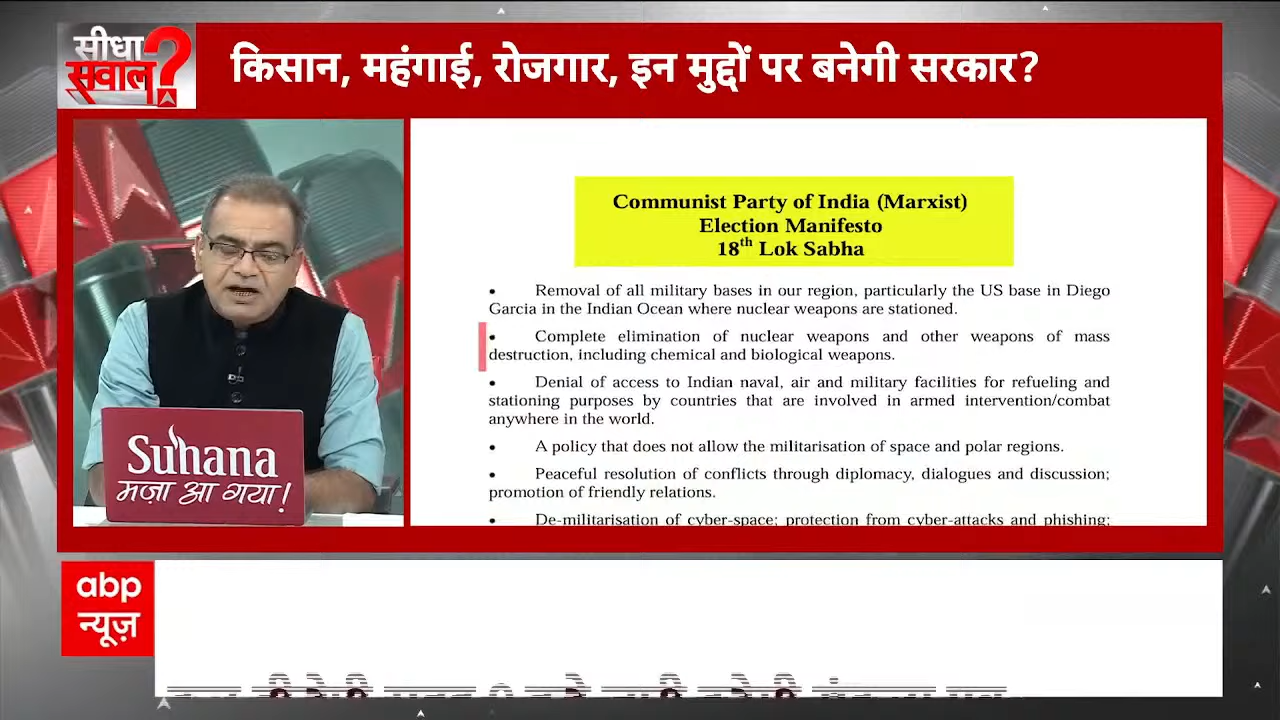 सीधा
सवाल?
किसान, महंगाई, रोजगार, इन मुद्दों पर बनेगी सरकार?
Communist Party of India (Marxist)
Election Manifesto
18th Lok Sabha
• Removal of all military bases in our region, particularly the US base in Diego
Garcia in the Indian Ocean where nuclear weapons are stationed.
• Complete elimination of nuclear weapons and other weapons of mass
destruction, including chemical and biological weapons.
• Denial of access to Indian naval, air and military facilities for refueling and
stationing purposes by countries that are involved in armed intervention/combat
anywhere in the world.
• A policy that does not allow the militarisation of space and polar regions.
• Peaceful resolution of conflicts through diplomacy, dialogues and discussion;
promotion of friendly relations.
• De-militarisation of cyber-space; protection from cyber-attacks and phishing;
Suhana
मज़ा आ गया!
abp
न्यूज़